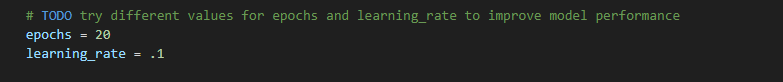 # TODO try different values for epochs and learning_rate to improve model performance
epochs = 20
learning_rate = .1